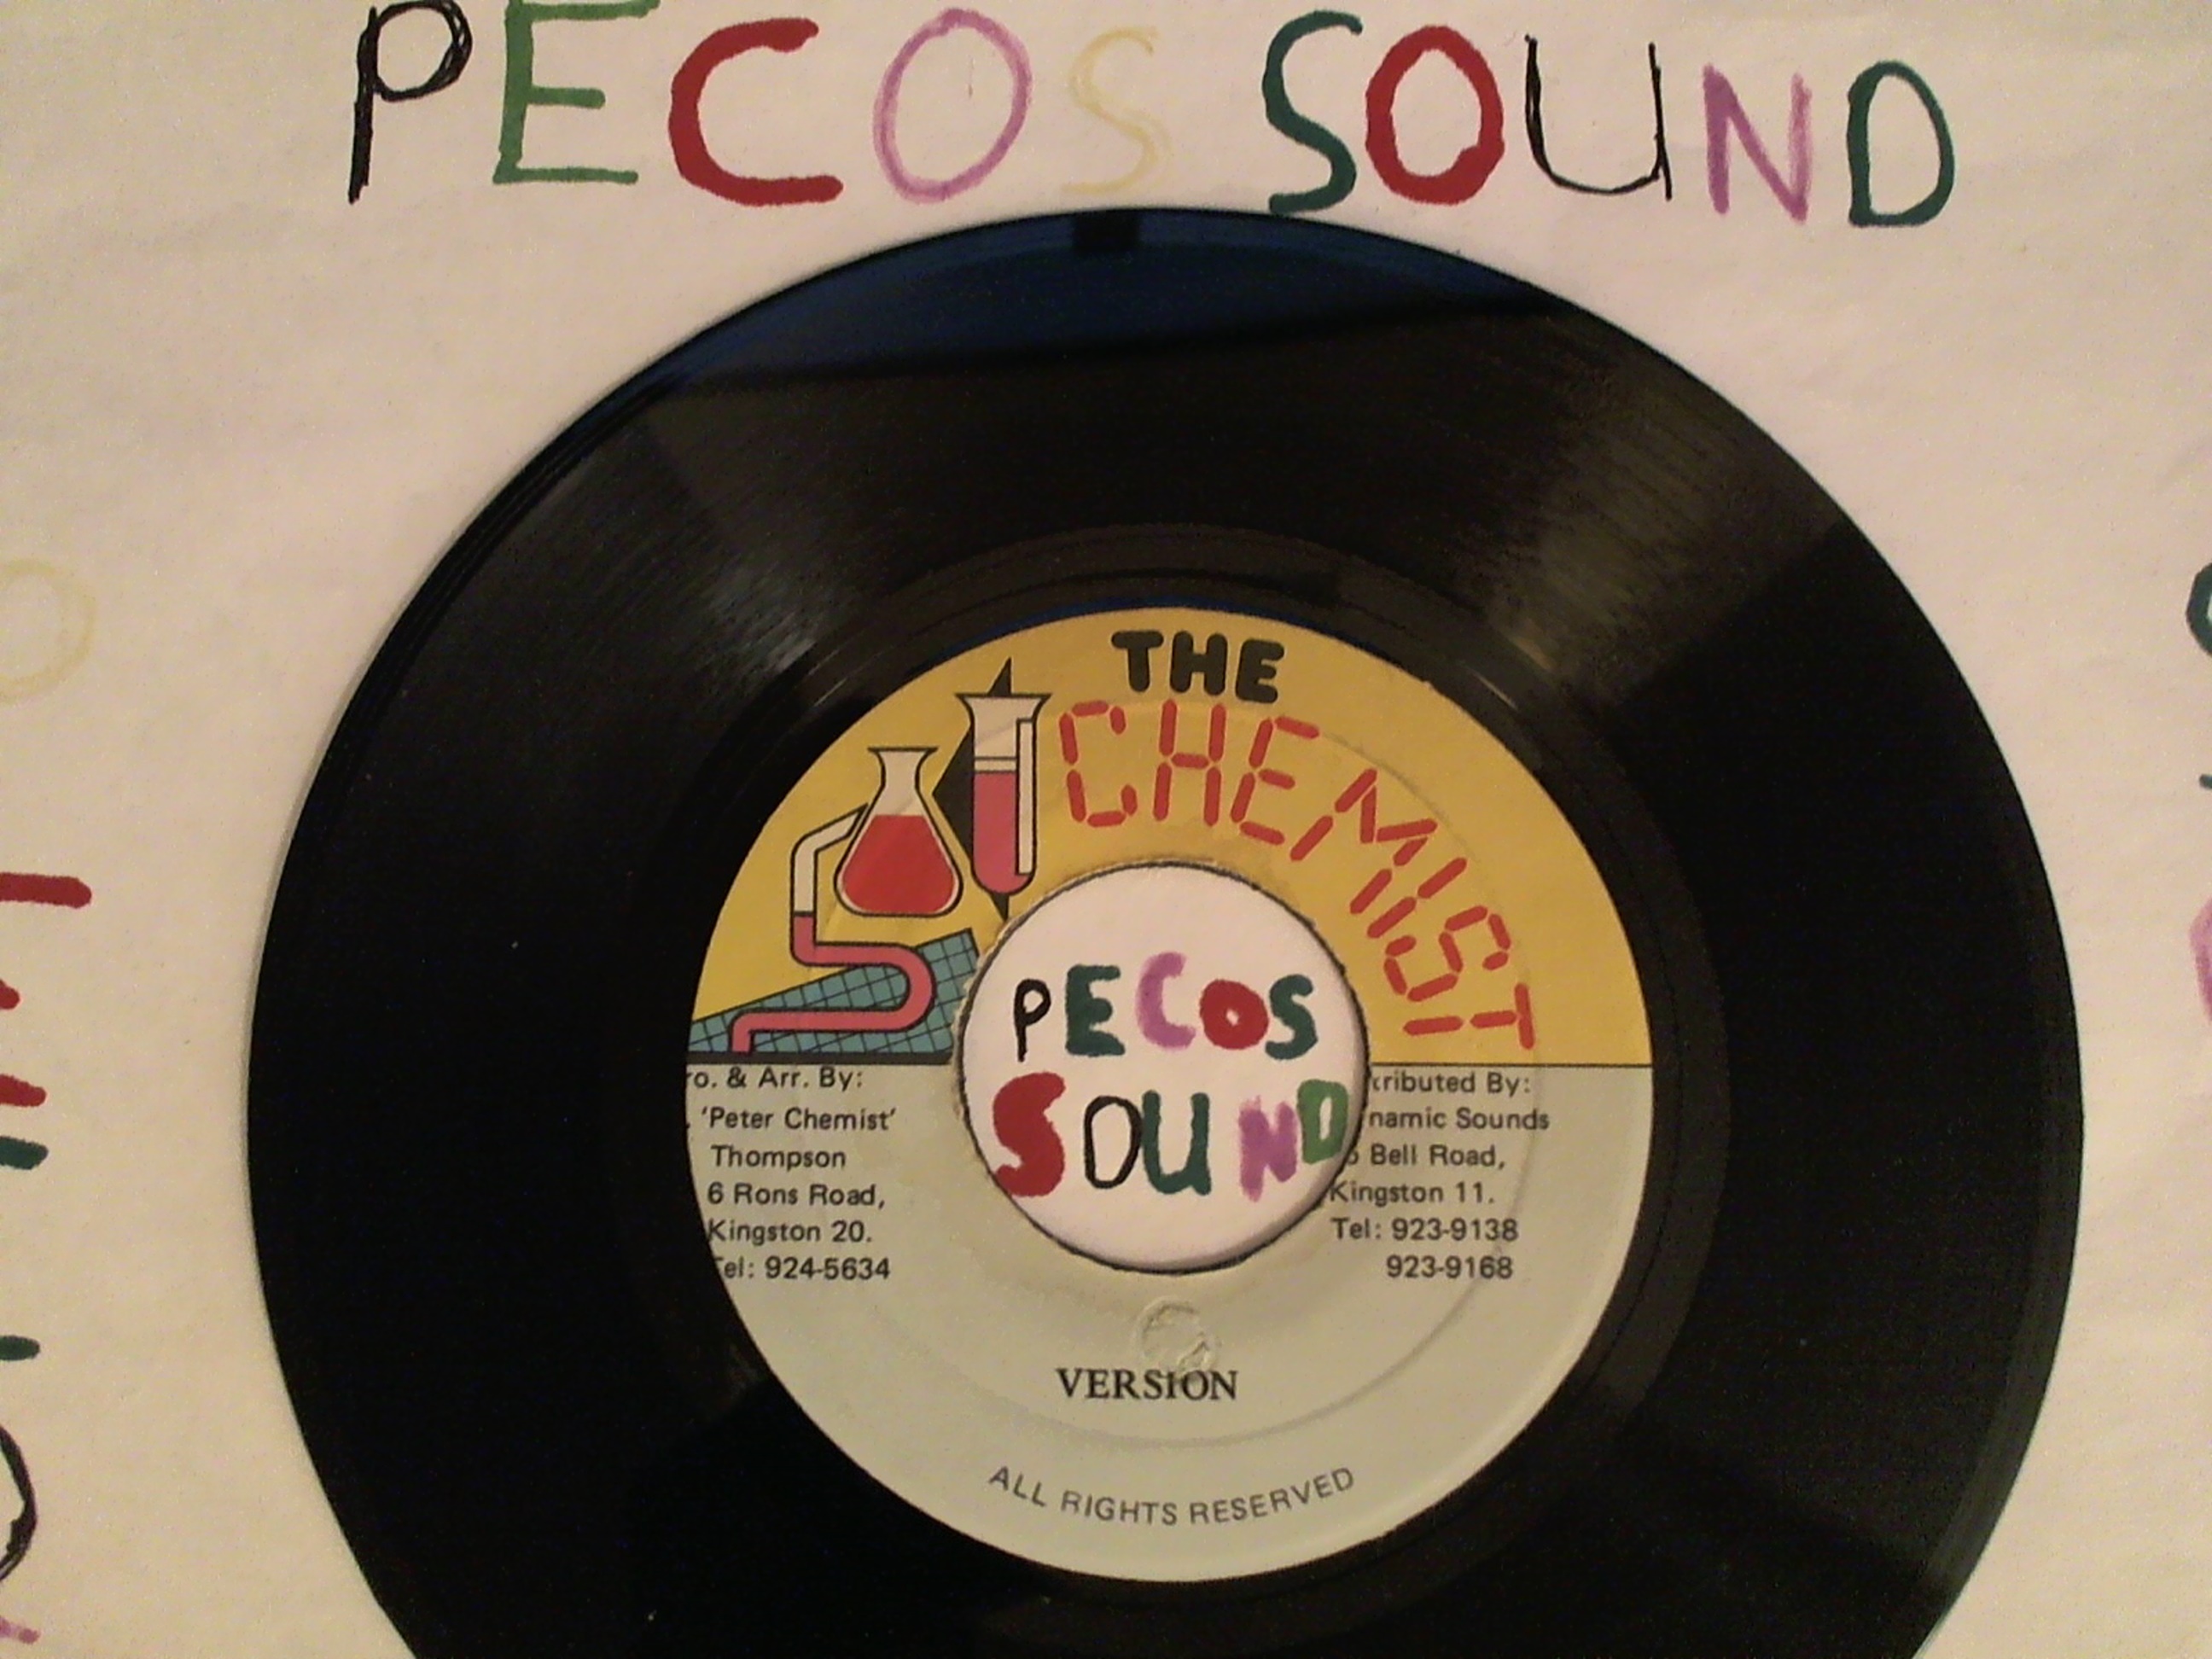 PECOS SOUND
THE
CHEMIST
PECOS
SOUND
ro. & Arr. By:
'Peter Chemist'
Thompson
6 Rons Road,
Kingston 20.
Tel: 924-5634
tributed By:
namic Sounds
Bell Road,
Kingston 11.
Tel: 923-9138
923-9168
VERSION
ALL RIGHTS RESERVED